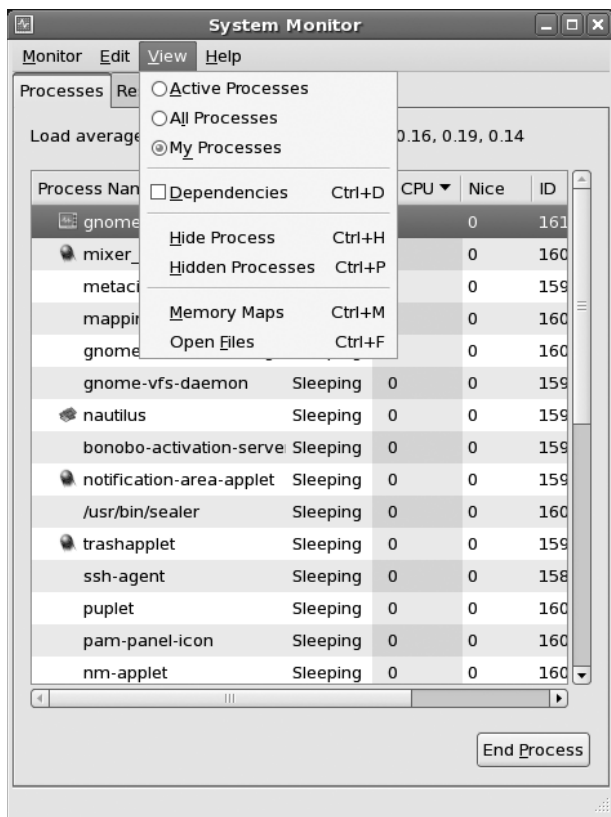 System Monitor
Monitor Edit View Help
Processes Re
Active Processes
All Processes
My Processes
Dependencies Ctrl+D
Hide Process Ctrl+H
Hidden Processes Ctrl+P
Memory Maps Ctrl+M
Open Files Ctrl+F
Load average 0.16, 0.19, 0.14
Process Nan CPU Nice ID
gnome 0 161
mixer_ 0 160
metaci 0 159
mappin 0 160
gnome 0 160
gnome-vfs-daemon Sleeping 0 0 159
nautilus Sleeping 0 0 159
bonobo-activation-serve Sleeping 0 0 159
notification-area-applet Sleeping 0 0 159
/usr/bin/sealer Sleeping 0 0 160
trashapplet Sleeping 0 0 159
ssh-agent Sleeping 0 0 158
puplet Sleeping 0 0 160
pam-panel-icon Sleeping 0 0 160
nm-applet Sleeping 0 0 160
End Process